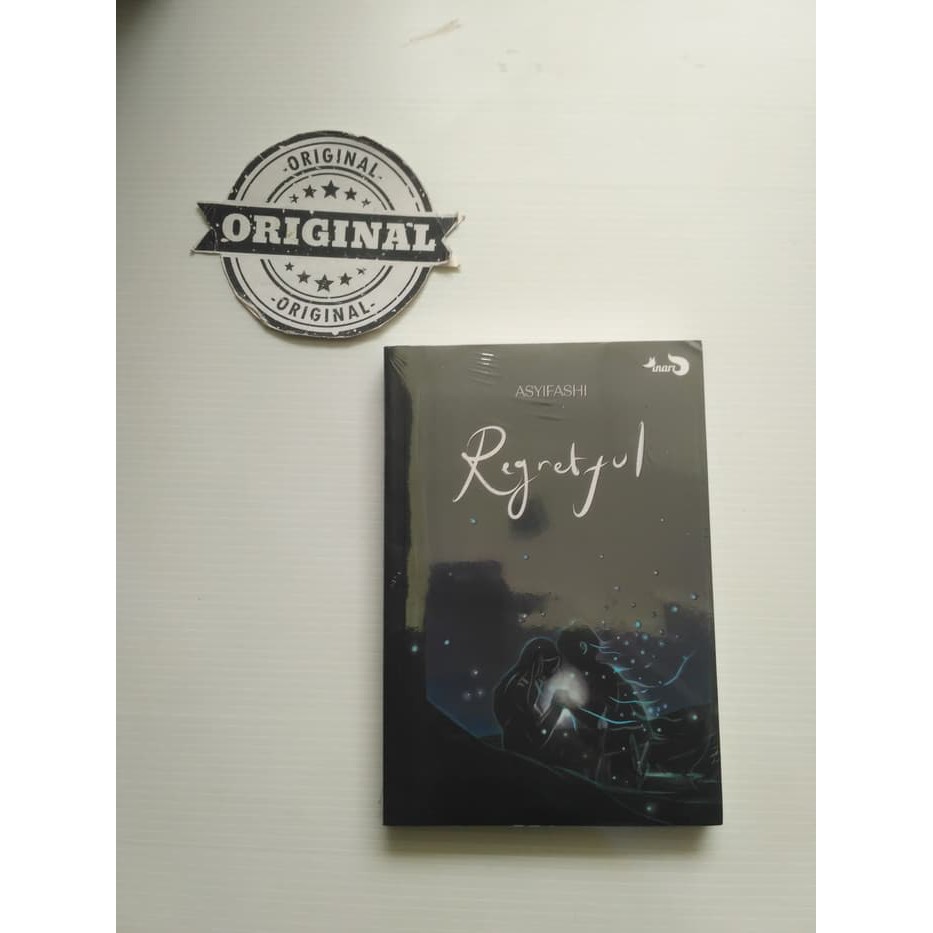 -ORIGINAL-
ORIGINAL
-ORIGINAL-
inari
ASYIFASHI
Regretful